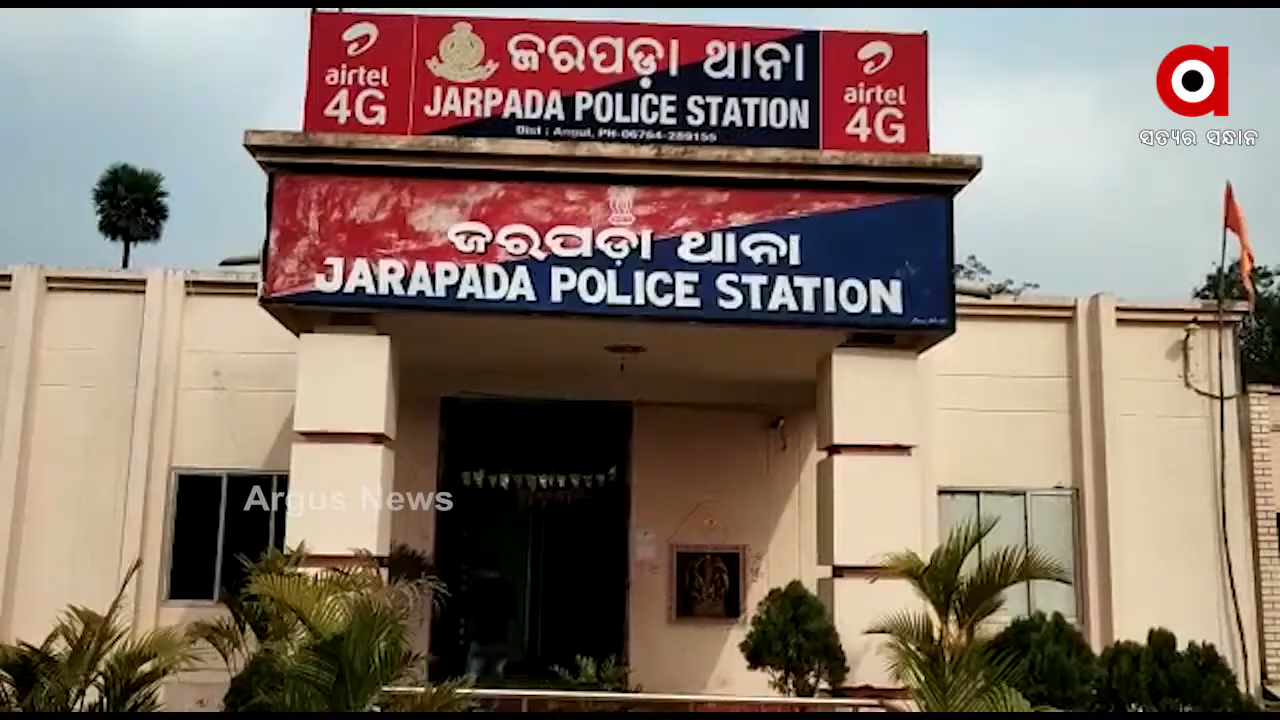 airtel
4G
ଜରପଡ଼ା ଥାନା
JARPADA POLICE STATION
Dist : Angul, PH-06764-289155
airtel
4G
ସତ୍ୟର ସନ୍ଧାନ
ଜରପଡ଼ା ଥାନା
JARAPADA POLICE STATION
Argus News